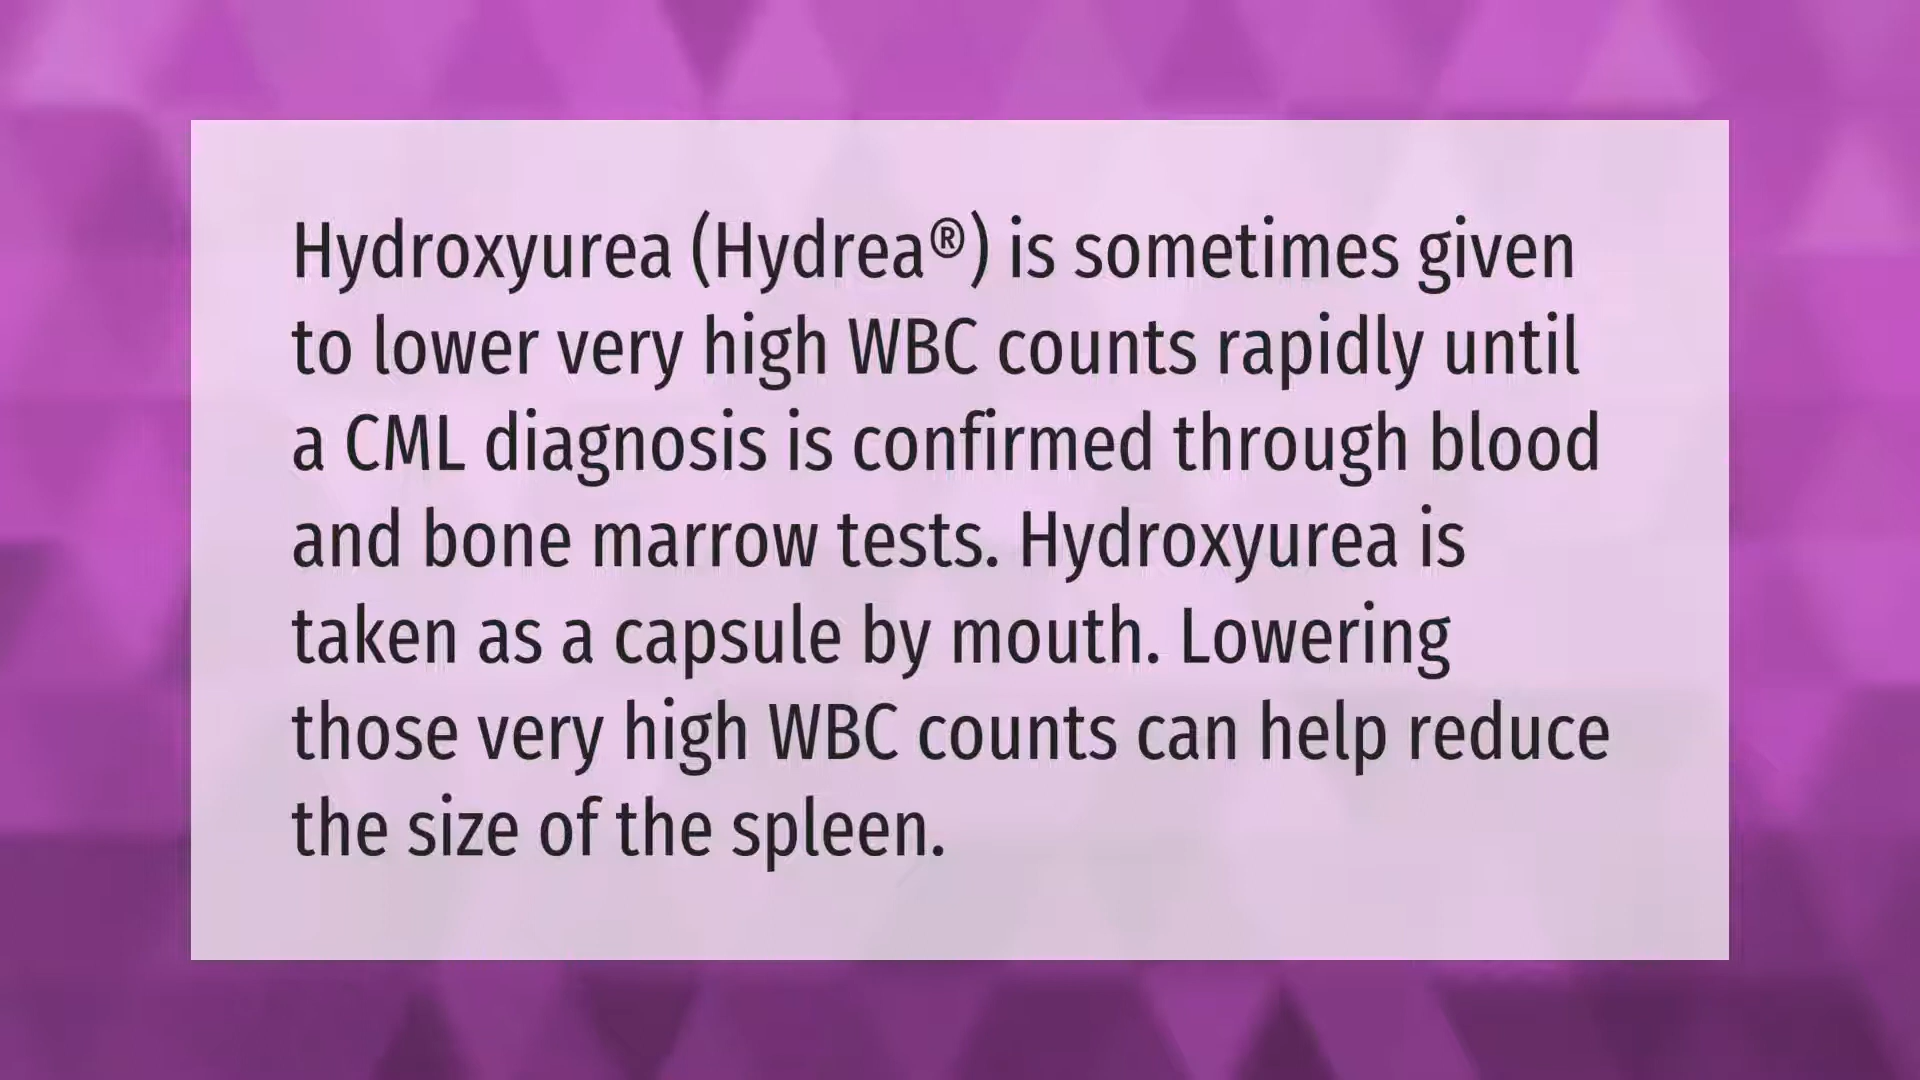 Hydroxyurea (Hydrea®) is sometimes given
to lower very high WBC counts rapidly until
a CML diagnosis is confirmed through blood
and bone marrow tests. Hydroxyurea is
taken as a capsule by mouth. Lowering
those very high WBC counts can help reduce
the size of the spleen.